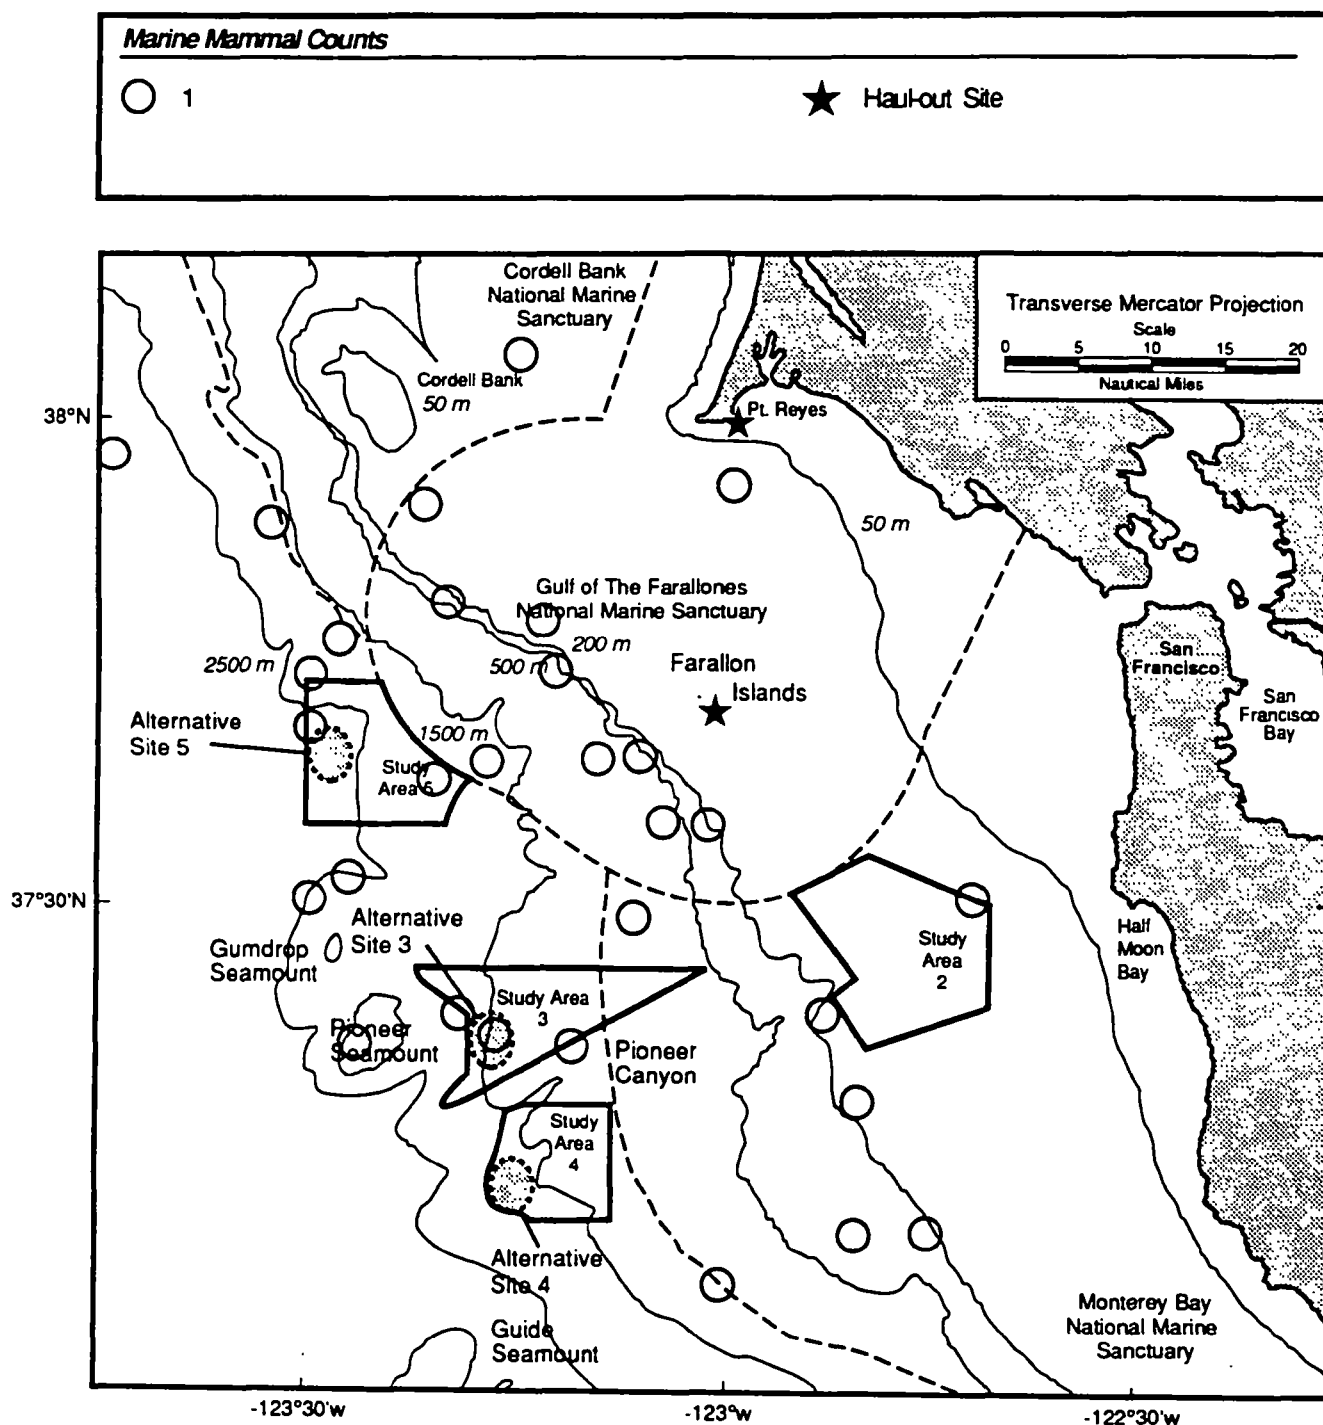 Marine Mammal Counts
1
Haul-out Site
Cordell Bank
National Marine
Sanctuary
Transverse Mercator Projection
Scale
0 5 10 15 20
Nautical Miles
Cordell Bank
50 m
38°N
Pt. Reyes
50 m
Gulf of The Farallones
National Marine Sanctuary
200 m
500 m
2500 m
Farallon
Islands
San
Francisco
San
Francisco
Bay
Alternative
Site 5
1500 m
Study
Area 5
37°30'N
Alternative
Site 3
Gumdrop
Seamount
Study
Area
2
Half
Moon
Bay
Study Area
3
Pioneer
Seamount
Pioneer
Canyon
Study
Area
4
Alternative
Site 4
Guide
Seamount
Monterey Bay
National Marine
Sanctuary
-123°30'W
-123°W
-122°30'W